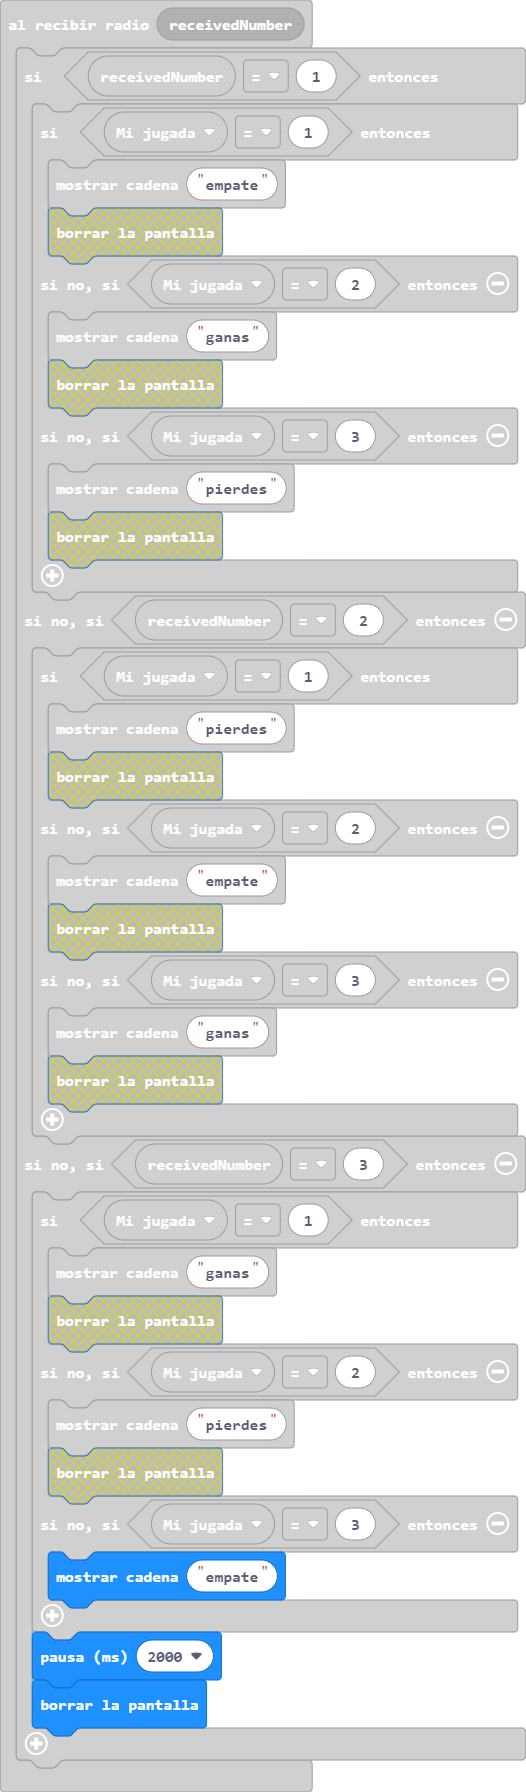 al recibir radio receivedNumber
si receivedNumber = 1 entonces
si Mi jugada = 1 entonces
mostrar cadena "empate"
borrar la pantalla
si no, si Mi jugada = 2 entonces
mostrar cadena "ganas"
borrar la pantalla
si no, si Mi jugada = 3 entonces
mostrar cadena "pierdes"
borrar la pantalla
si no, si receivedNumber = 2 entonces
si Mi jugada = 1 entonces
mostrar cadena "pierdes"
borrar la pantalla
si no, si Mi jugada = 2 entonces
mostrar cadena "empate"
borrar la pantalla
si no, si Mi jugada = 3 entonces
mostrar cadena "ganas"
borrar la pantalla
si no, si receivedNumber = 3 entonces
si Mi jugada = 1 entonces
mostrar cadena "ganas"
borrar la pantalla
si no, si Mi jugada = 2 entonces
mostrar cadena "pierdes"
borrar la pantalla
si no, si Mi jugada = 3 entonces
mostrar cadena "empate"
pausa (ms) 2000
borrar la pantalla